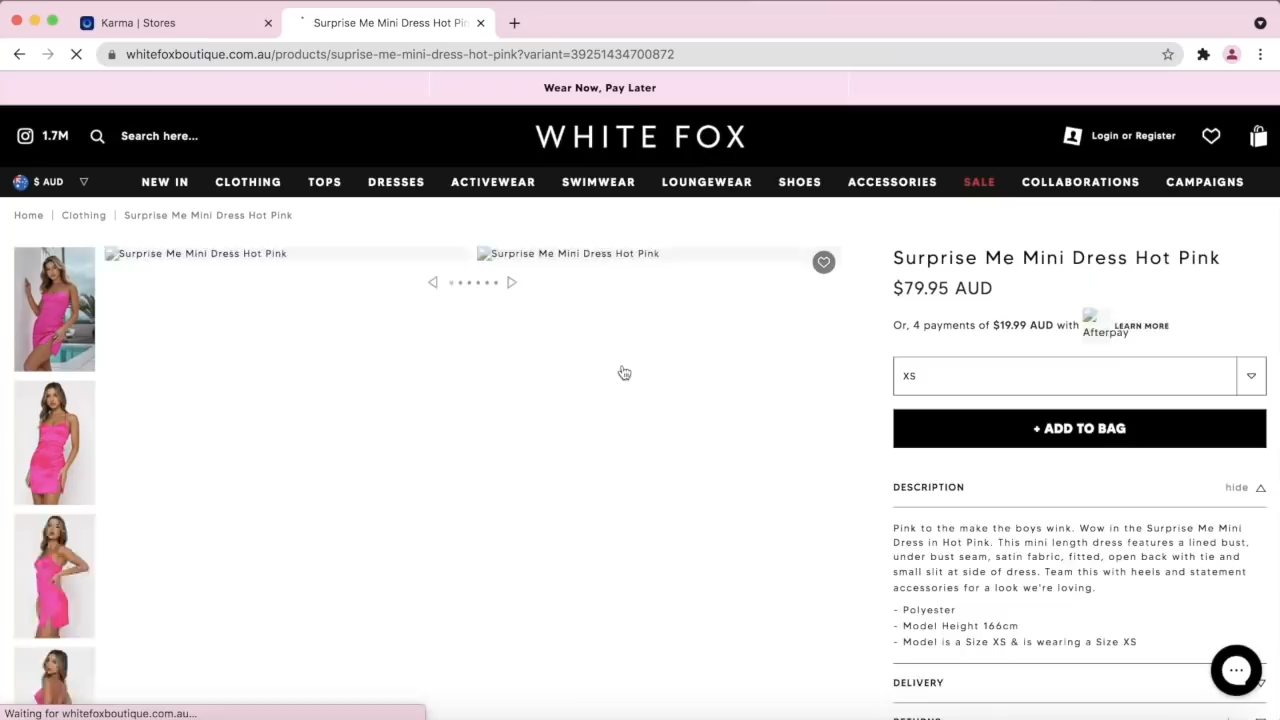 Karma | Stores
Surprise Me Mini Dress Hot Pin
whitefoxboutique.com.au/products/suprise-me-mini-dress-hot-pink?variant=39251434700872
Wear Now, Pay Later
1.7M
Search here...
WHITE FOX
Login or Register
$ AUD
NEW IN
CLOTHING
TOPS
DRESSES
ACTIVEWEAR
SWIMWEAR
LOUNGEWEAR
SHOES
ACCESSORIES
SALE
COLLABORATIONS
CAMPAIGNS
Home | Clothing | Surprise Me Mini Dress Hot Pink
Surprise Me Mini Dress Hot Pink
Surprise Me Mini Dress Hot Pink
Surprise Me Mini Dress Hot Pink
$79.95 AUD
Or, 4 payments of $19.99 AUD with Afterpay LEARN MORE
XS
+ ADD TO BAG
DESCRIPTION
hide
Pink to the make the boys wink. Wow in the Surprise Me Mini
Dress in Hot Pink. This mini length dress features a lined bust,
under bust seam, satin fabric, fitted, open back with tie and
small slit at side of dress. Team this with heels and statement
accessories for a look we're loving.
- Polyester
- Model Height 166cm
- Model is a Size XS & is wearing a Size XS
DELIVERY
Waiting for whitefoxboutique.com.au...